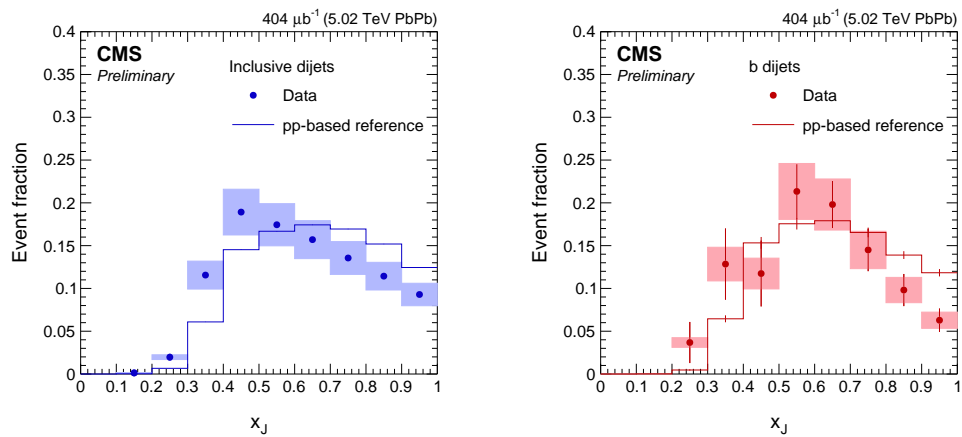 404 μb⁻¹ (5.02 TeV PbPb)
CMS
Preliminary
Inclusive dijets
Data
pp-based reference
Event fraction
0.4
0.35
0.3
0.25
0.2
0.15
0.1
0.05
0
0 0.1 0.2 0.3 0.4 0.5 0.6 0.7 0.8 0.9 1
x_J
404 μb⁻¹ (5.02 TeV PbPb)
CMS
Preliminary
b dijets
Data
pp-based reference
Event fraction
0.4
0.35
0.3
0.25
0.2
0.15
0.1
0.05
0
0 0.1 0.2 0.3 0.4 0.5 0.6 0.7 0.8 0.9 1
x_J